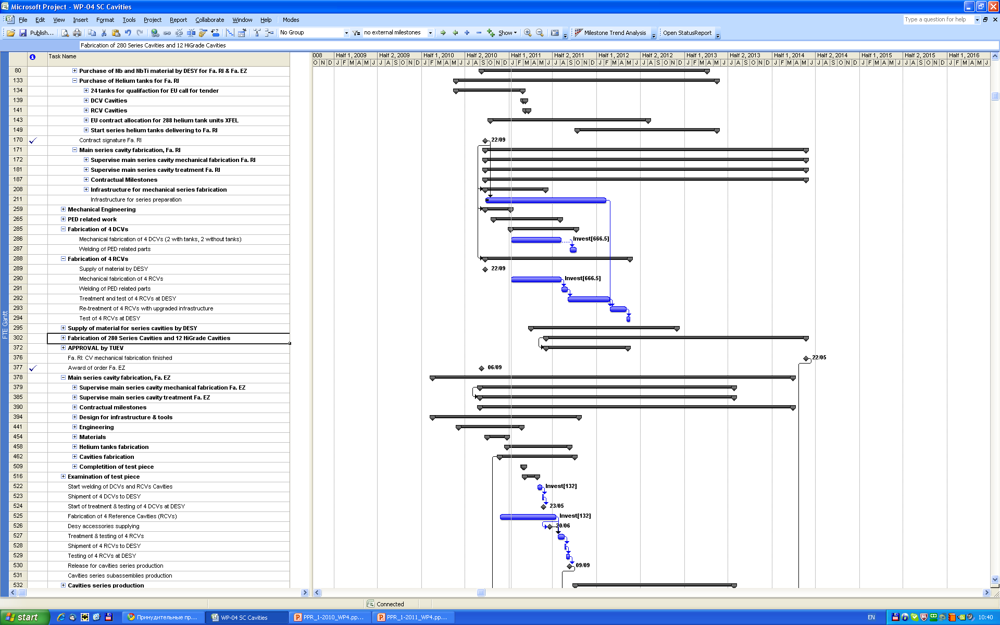 Microsoft Project - WP-04 SC Cavities
File Edit View Insert Format Tools Project Report Collaborate Window Help Modes
Type a question for help
Publish... No Group no external milestones Show Milestone Trend Analysis Open StatusReport
Fabrication of 280 Series Cavities and 12 HiGrade Cavities
Task Name
008 Half 1, 2009 Half 2, 2009 Half 1, 2010 Half 2, 2010 Half 1, 2011 Half 2, 2011 Half 1, 2012 Half 2, 2012 Half 1, 2013 Half 2, 2013 Half 1, 2014 Half 2, 2014 Half 1, 2015 Half 2, 2015 Half 1, 2016
O N D J F M A M J J A S O N D J F M A M J J A S O N D J F M A M J J A S O N D J F M A M J J A S O N D J F M A M J J A S O N D J F M A M J J A S O N D J F M A M J J A S O N D J F M A M J
80 Purchase of Nb and NbTi material by DESY for Fa. RI & Fa. EZ
133 Purchase of Helium tanks for Fa. RI
134 24 tanks for qualifaction for EU call for tender
139 DCV Cavities
141 RCV Cavities
143 EU contract allocation for 288 helium tank units XFEL
149 Start series helium tanks delivering to Fa. RI
170 Contract signature Fa. RI 22/09
171 Main series cavity fabrication, Fa. RI
172 Supervise main series cavity mechanical fabrication Fa. RI
181 Supervise main series cavity treatment Fa. RI
187 Contractual Milestones
208 Infrastructure for mechanical series fabrication
211 Infrastructure for series preparation
259 Mechanical Engineering
265 PED related work
285 Fabrication of 4 DCVs
286 Mechanical fabrication of 4 DCVs (2 with tanks, 2 without tanks) Invest[666.5]
287 Welding of PED related parts
288 Fabrication of 4 RCVs
289 Supply of material by DESY 22/09
290 Mechanical fabrication of 4 RCVs Invest[666.5]
291 Welding of PED related parts
292 Treatment and test of 4 RCVs at DESY
293 Re-treatment of 4 RCVs with upgraded infrastructure
294 Test of 4 RCVs at DESY
295 Supply of material for series cavities by DESY
302 Fabrication of 280 Series Cavities and 12 HiGrade Cavities
372 APPROVAL by TUEV
376 Fa. RI: CV mechanical fabrication finished 22/05
377 Award of order Fa. EZ 06/09
378 Main series cavity fabrication, Fa. EZ
379 Supervise main series cavity mechanical fabrication Fa. EZ
385 Supervise main series cavity treatment Fa. EZ
390 Contractual milestones
394 Design for infrastructure & tools
441 Engineering
454 Materials
458 Helium tanks fabrication
462 Cavities fabrication
509 Completition of test piece
516 Examination of test piece
522 Start welding of DCVs and RCVs Cavities Invest[132]
523 Shipment of 4 DCVs to DESY
524 Start of treatment & testing of 4 DCVs at DESY 23/05
525 Fabrication of 4 Reference Cavities (RCVs) Invest[132]
526 Desy accessories supplying 20/06
527 Treatment & testing of 4 RCVs
528 Shipment of 4 RCVs to DESY
529 Testing of 4 RCVs at DESY
530 Release for cavities series production 09/09
531 Cavities series subassemblies production
532 Cavities series production
FTE Gantt
Connected
start Принудительные пр... WP-04 SC Cavities PPR_1-2010_WP4.pp... PPR_1-2011_WP4.pp... EN 10:40